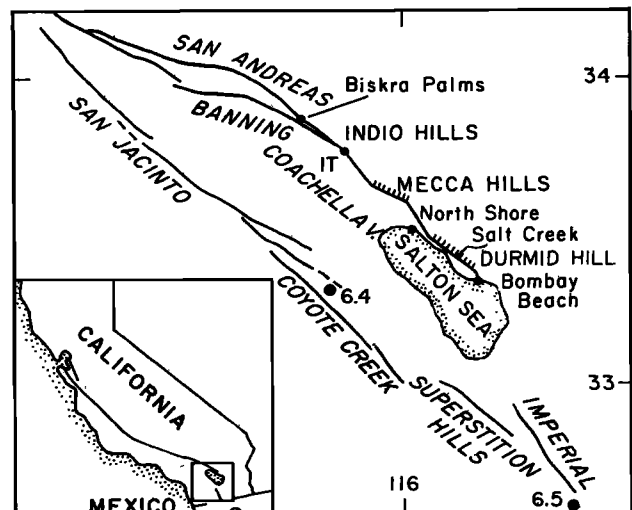 SAN ANDREAS
34
Biskra Palms
BANNING
SAN JACINTO
INDIO HILLS
IT
COACHELLA V.
MECCA HILLS
North Shore
Salt Creek
SALTON SEA
DURMID HILL
Bombay
Beach
6.4
COYOTE CREEK
CALIFORNIA
33
SUPERSTITION
HILLS
IMPERIAL
116
6.5
MEXICO